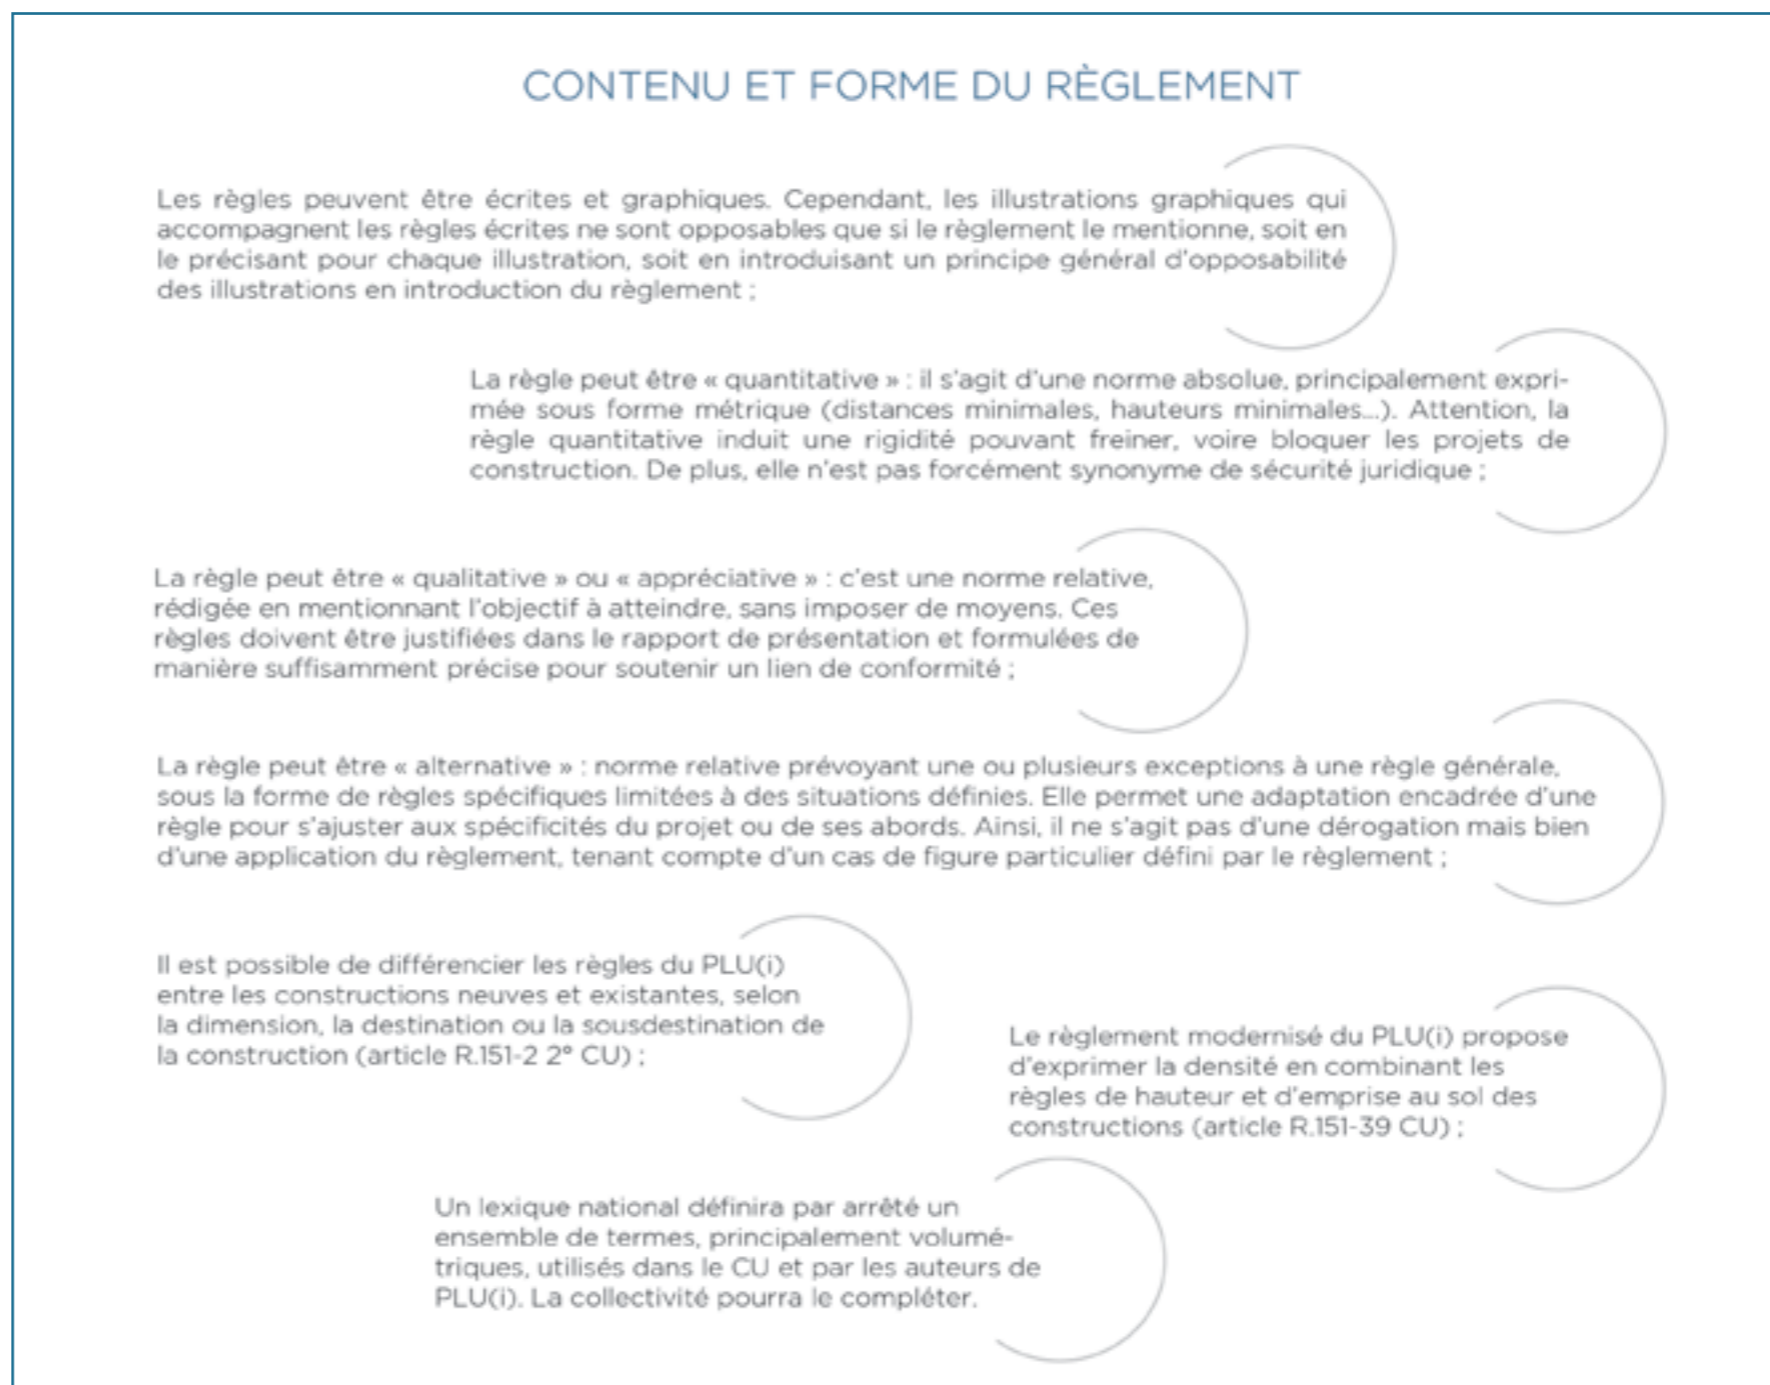 CONTENU ET FORME DU RÈGLEMENT
Les règles peuvent être écrites et graphiques. Cependant, les illustrations graphiques qui
accompagnent les règles écrites ne sont opposables que si le règlement le mentionne, soit en
le précisant pour chaque illustration, soit en introduisant un principe général d'opposabilité
des illustrations en introduction du règlement ;
La règle peut être « quantitative » : il s'agit d'une norme absolue, principalement expri-
mée sous forme métrique (distances minimales, hauteurs minimales...). Attention, la
règle quantitative induit une rigidité pouvant freiner, voire bloquer les projets de
construction. De plus, elle n'est pas forcément synonyme de sécurité juridique ;
La règle peut être « qualitative » ou « appréciative » : c'est une norme relative,
rédigée en mentionnant l'objectif à atteindre, sans imposer de moyens. Ces
règles doivent être justifiées dans le rapport de présentation et formulées de
manière suffisamment précise pour soutenir un lien de conformité ;
La règle peut être « alternative » : norme relative prévoyant une ou plusieurs exceptions à une règle générale,
sous la forme de règles spécifiques limitées à des situations définies. Elle permet une adaptation encadrée d'une
règle pour s'ajuster aux spécificités du projet ou de ses abords. Ainsi, il ne s'agit pas d'une dérogation mais bien
d'une application du règlement, tenant compte d'un cas de figure particulier défini par le règlement ;
Il est possible de différencier les règles du PLU(i)
entre les constructions neuves et existantes, selon
la dimension, la destination ou la sousdestination de
la construction (article R.151-2 2° CU) ;
Le règlement modernisé du PLU(i) propose
d'exprimer la densité en combinant les
règles de hauteur et d'emprise au sol des
constructions (article R.151-39 CU) ;
Un lexique national définira par arrêté un
ensemble de termes, principalement volumé-
triques, utilisés dans le CU et par les auteurs de
PLU(i). La collectivité pourra le compléter.